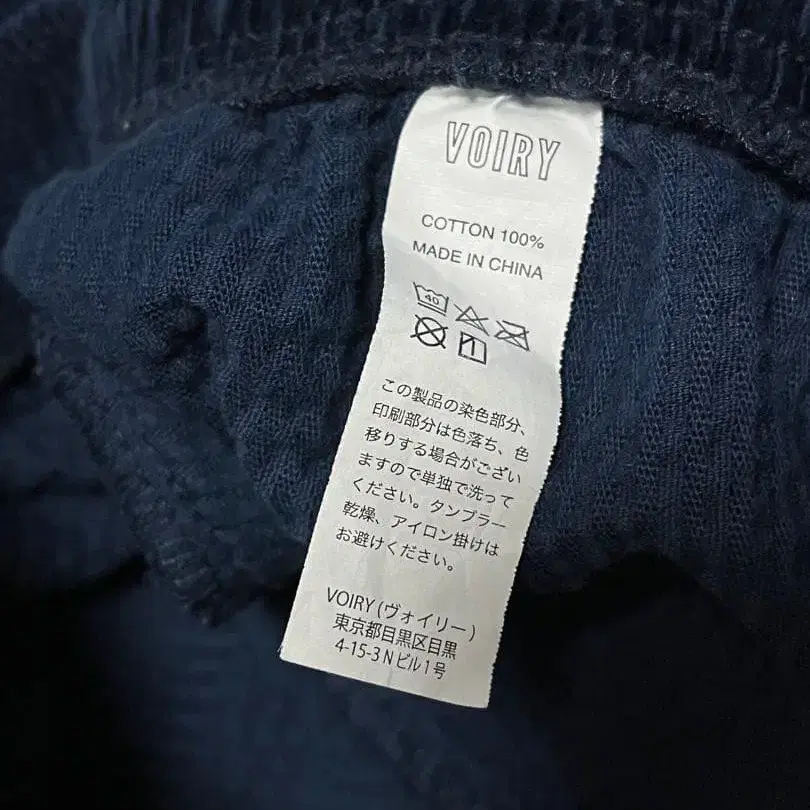 VOIRY
COTTON 100%
MADE IN CHINA
40
この製品の染色部分、
印刷部分は色落ち、色
移りする場合がござい
ますので単独で洗って
ください。タンブラー
乾燥、アイロン掛けは
お避けください。
VOIRY (ヴォイリー)
東京都目黒区目黒
4-15-3 N ビル 1 号